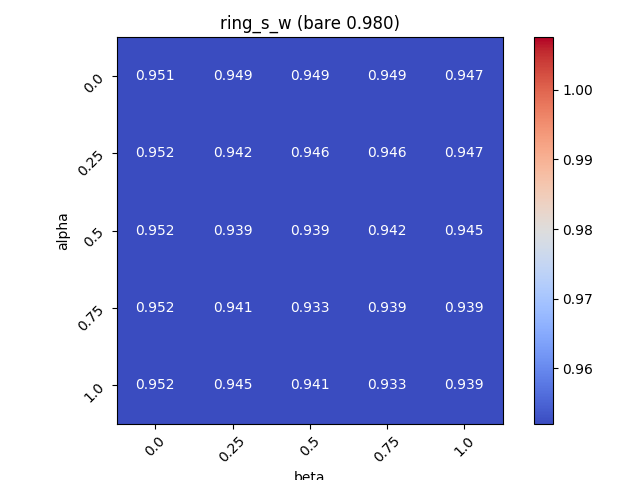 ring_s_w (bare 0.980)
alpha
0.0 0.951 0.949 0.949 0.949 0.947
0.25 0.952 0.942 0.946 0.946 0.947
0.5 0.952 0.939 0.939 0.942 0.945
0.75 0.952 0.941 0.933 0.939 0.939
1.0 0.952 0.945 0.941 0.933 0.939
0.0 0.25 0.5 0.75 1.0
beta
1.00
0.99
0.98
0.97
0.96